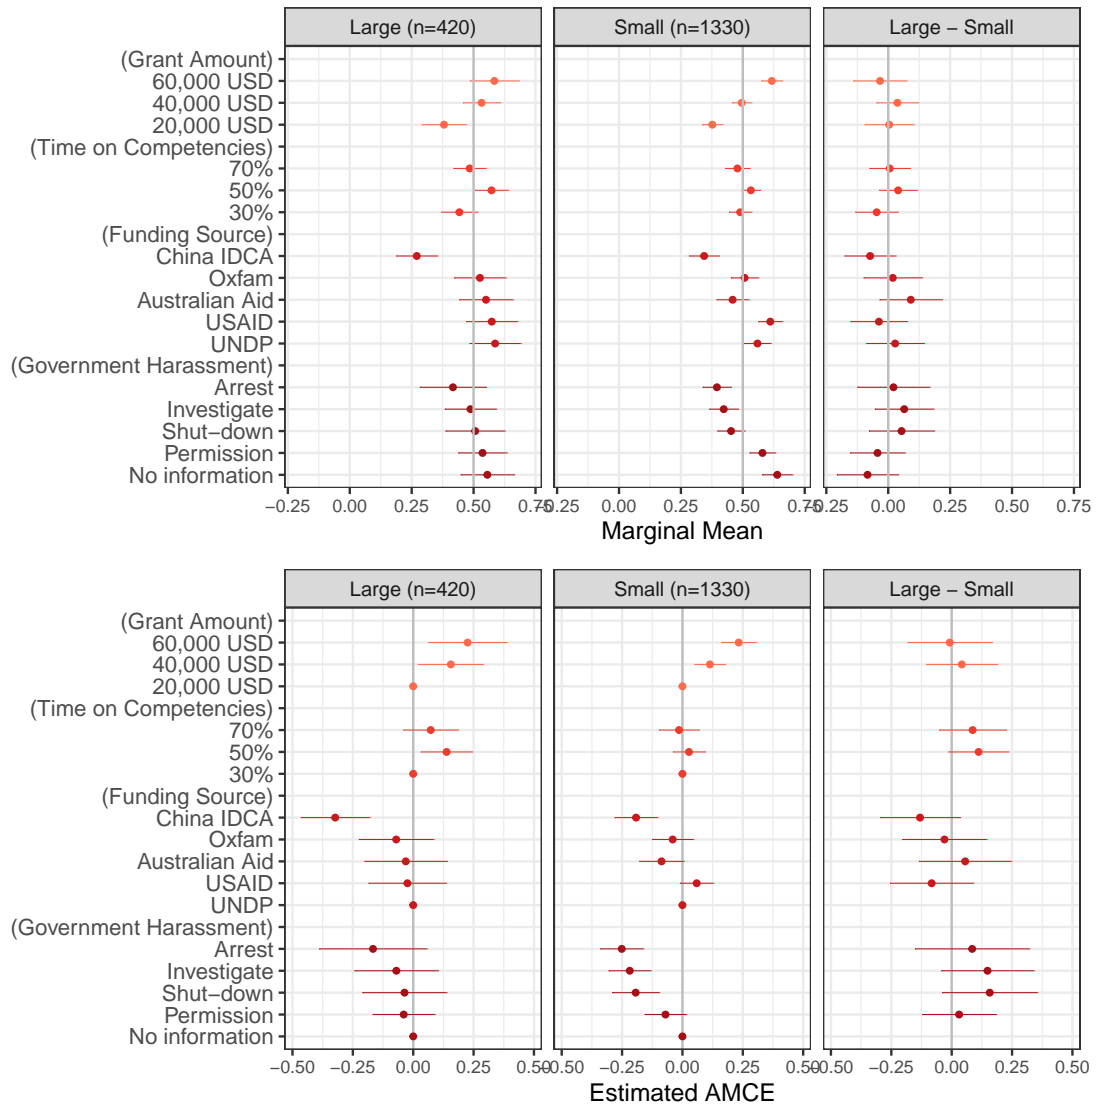 Large (n=420) Small (n=1330) Large − Small
(Grant Amount)
60,000 USD
40,000 USD
20,000 USD
(Time on Competencies)
70%
50%
30%
(Funding Source)
China IDCA
Oxfam
Australian Aid
USAID
UNDP
(Government Harassment)
Arrest
Investigate
Shut−down
Permission
No information
−0.25 0.00 0.25 0.50 0.75 −0.25 0.00 0.25 0.50 0.75 −0.25 0.00 0.25 0.50 0.75
Marginal Mean
Large (n=420) Small (n=1330) Large − Small
(Grant Amount)
60,000 USD
40,000 USD
20,000 USD
(Time on Competencies)
70%
50%
30%
(Funding Source)
China IDCA
Oxfam
Australian Aid
USAID
UNDP
(Government Harassment)
Arrest
Investigate
Shut−down
Permission
No information
−0.50 −0.25 0.00 0.25 0.50 −0.50 −0.25 0.00 0.25 0.50 −0.50 −0.25 0.00 0.25 0.50
Estimated AMCE